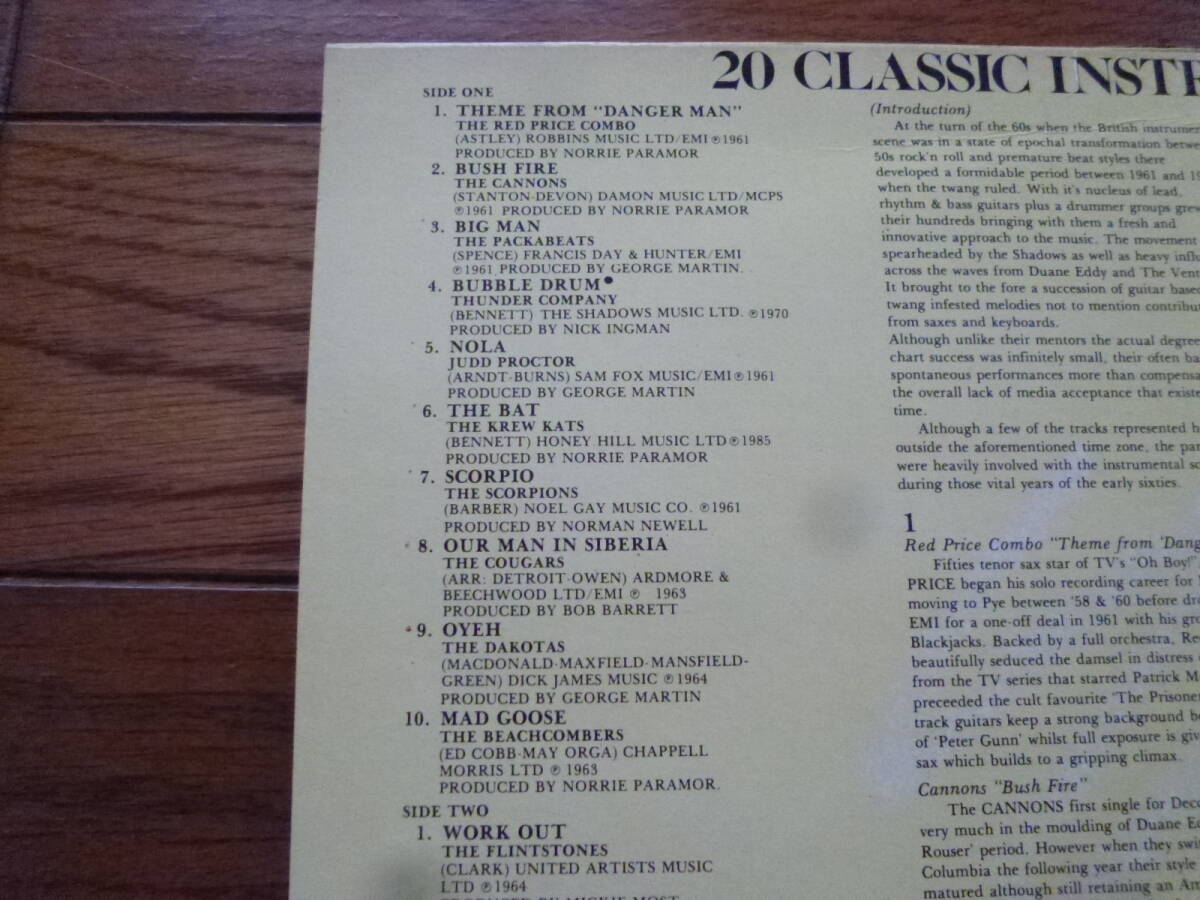 20 CLASSIC INSTR
SIDE ONE
1. THEME FROM "DANGER MAN"
THE RED PRICE COMBO
(ASTLEY) ROBBINS MUSIC LTD/EMI ℗1961
PRODUCED BY NORRIE PARAMOR
2. BUSH FIRE
THE CANNONS
(STANTON-DEVON) DAMON MUSIC LTD/MCPS
℗1961 PRODUCED BY NORRIE PARAMOR
3. BIG MAN
THE PACKABEATS
(SPENCE) FRANCIS DAY & HUNTER/EMI
℗1961 PRODUCED BY GEORGE MARTIN.
4. BUBBLE DRUM•
THUNDER COMPANY
(BENNETT) THE SHADOWS MUSIC LTD. ℗1970
PRODUCED BY NICK INGMAN
5. NOLA
JUDD PROCTOR
(ARNDT-BURNS) SAM FOX MUSIC/EMI ℗1961
PRODUCED BY GEORGE MARTIN
6. THE BAT
THE KREW KATS
(BENNETT) HONEY HILL MUSIC LTD ℗1985
PRODUCED BY NORRIE PARAMOR
7. SCORPIO
THE SCORPIONS
(BARBER) NOEL GAY MUSIC CO. ℗1961
PRODUCED BY NORMAN NEWELL
8. OUR MAN IN SIBERIA
THE COUGARS
(ARR: DETROIT-OWEN) ARDMORE &
BEECHWOOD LTD/EMI ℗ 1963
PRODUCED BY BOB BARRETT
9. OYEH
THE DAKOTAS
(MACDONALD-MAXFIELD-MANSFIELD-
GREEN) DICK JAMES MUSIC ℗1964
PRODUCED BY GEORGE MARTIN
10. MAD GOOSE
THE BEACHCOMBERS
(ED COBB-MAY ORGA) CHAPPELL
MORRIS LTD ℗ 1963
PRODUCED BY NORRIE PARAMOR.
SIDE TWO
1. WORK OUT
THE FLINTSTONES
(CLARK) UNITED ARTISTS MUSIC
LTD ℗1964
PRODUCED BY MICKIE MOST
(Introduction)
At the turn of the 60s when the British instrumen
scene was in a state of epochal transformation betwe
50s rock'n roll and premature beat styles there
developed a formidable period between 1961 and 19
when the twang ruled. With it's nucleus of lead,
rhythm & bass guitars plus a drummer groups grew
their hundreds bringing with them a fresh and
innovative approach to the music. The movement
spearheaded by the Shadows as well as heavy influ
across the waves from Duane Eddy and The Vent
It brought to the fore a succession of guitar based
twang infested melodies not to mention contribut
from saxes and keyboards.
Although unlike their mentors the actual degree
chart success was infinitely small, their often ba
spontaneous performances more than compensa
the overall lack of media acceptance that existe
time.
Although a few of the tracks represented h
outside the aforementioned time zone, the par
were heavily involved with the instrumental sc
during those vital years of the early sixties.
1
Red Price Combo "Theme from 'Dang
Fifties tenor sax star of TV's "Oh Boy!",
PRICE began his solo recording career for
moving to Pye between '58 & '60 before dr
EMI for a one-off deal in 1961 with his gro
Blackjacks. Backed by a full orchestra, Re
beautifully seduced the damsel in distress
from the TV series that starred Patrick M
preceeded the cult favourite 'The Prisone
track guitars keep a strong background b
of 'Peter Gunn' whilst full exposure is giv
sax which builds to a gripping climax.
Cannons "Bush Fire"
The CANNONS first single for Decc
very much in the moulding of Duane Ed
Rouser' period. However when they swi
Columbia the following year their style
matured although still retaining an Am